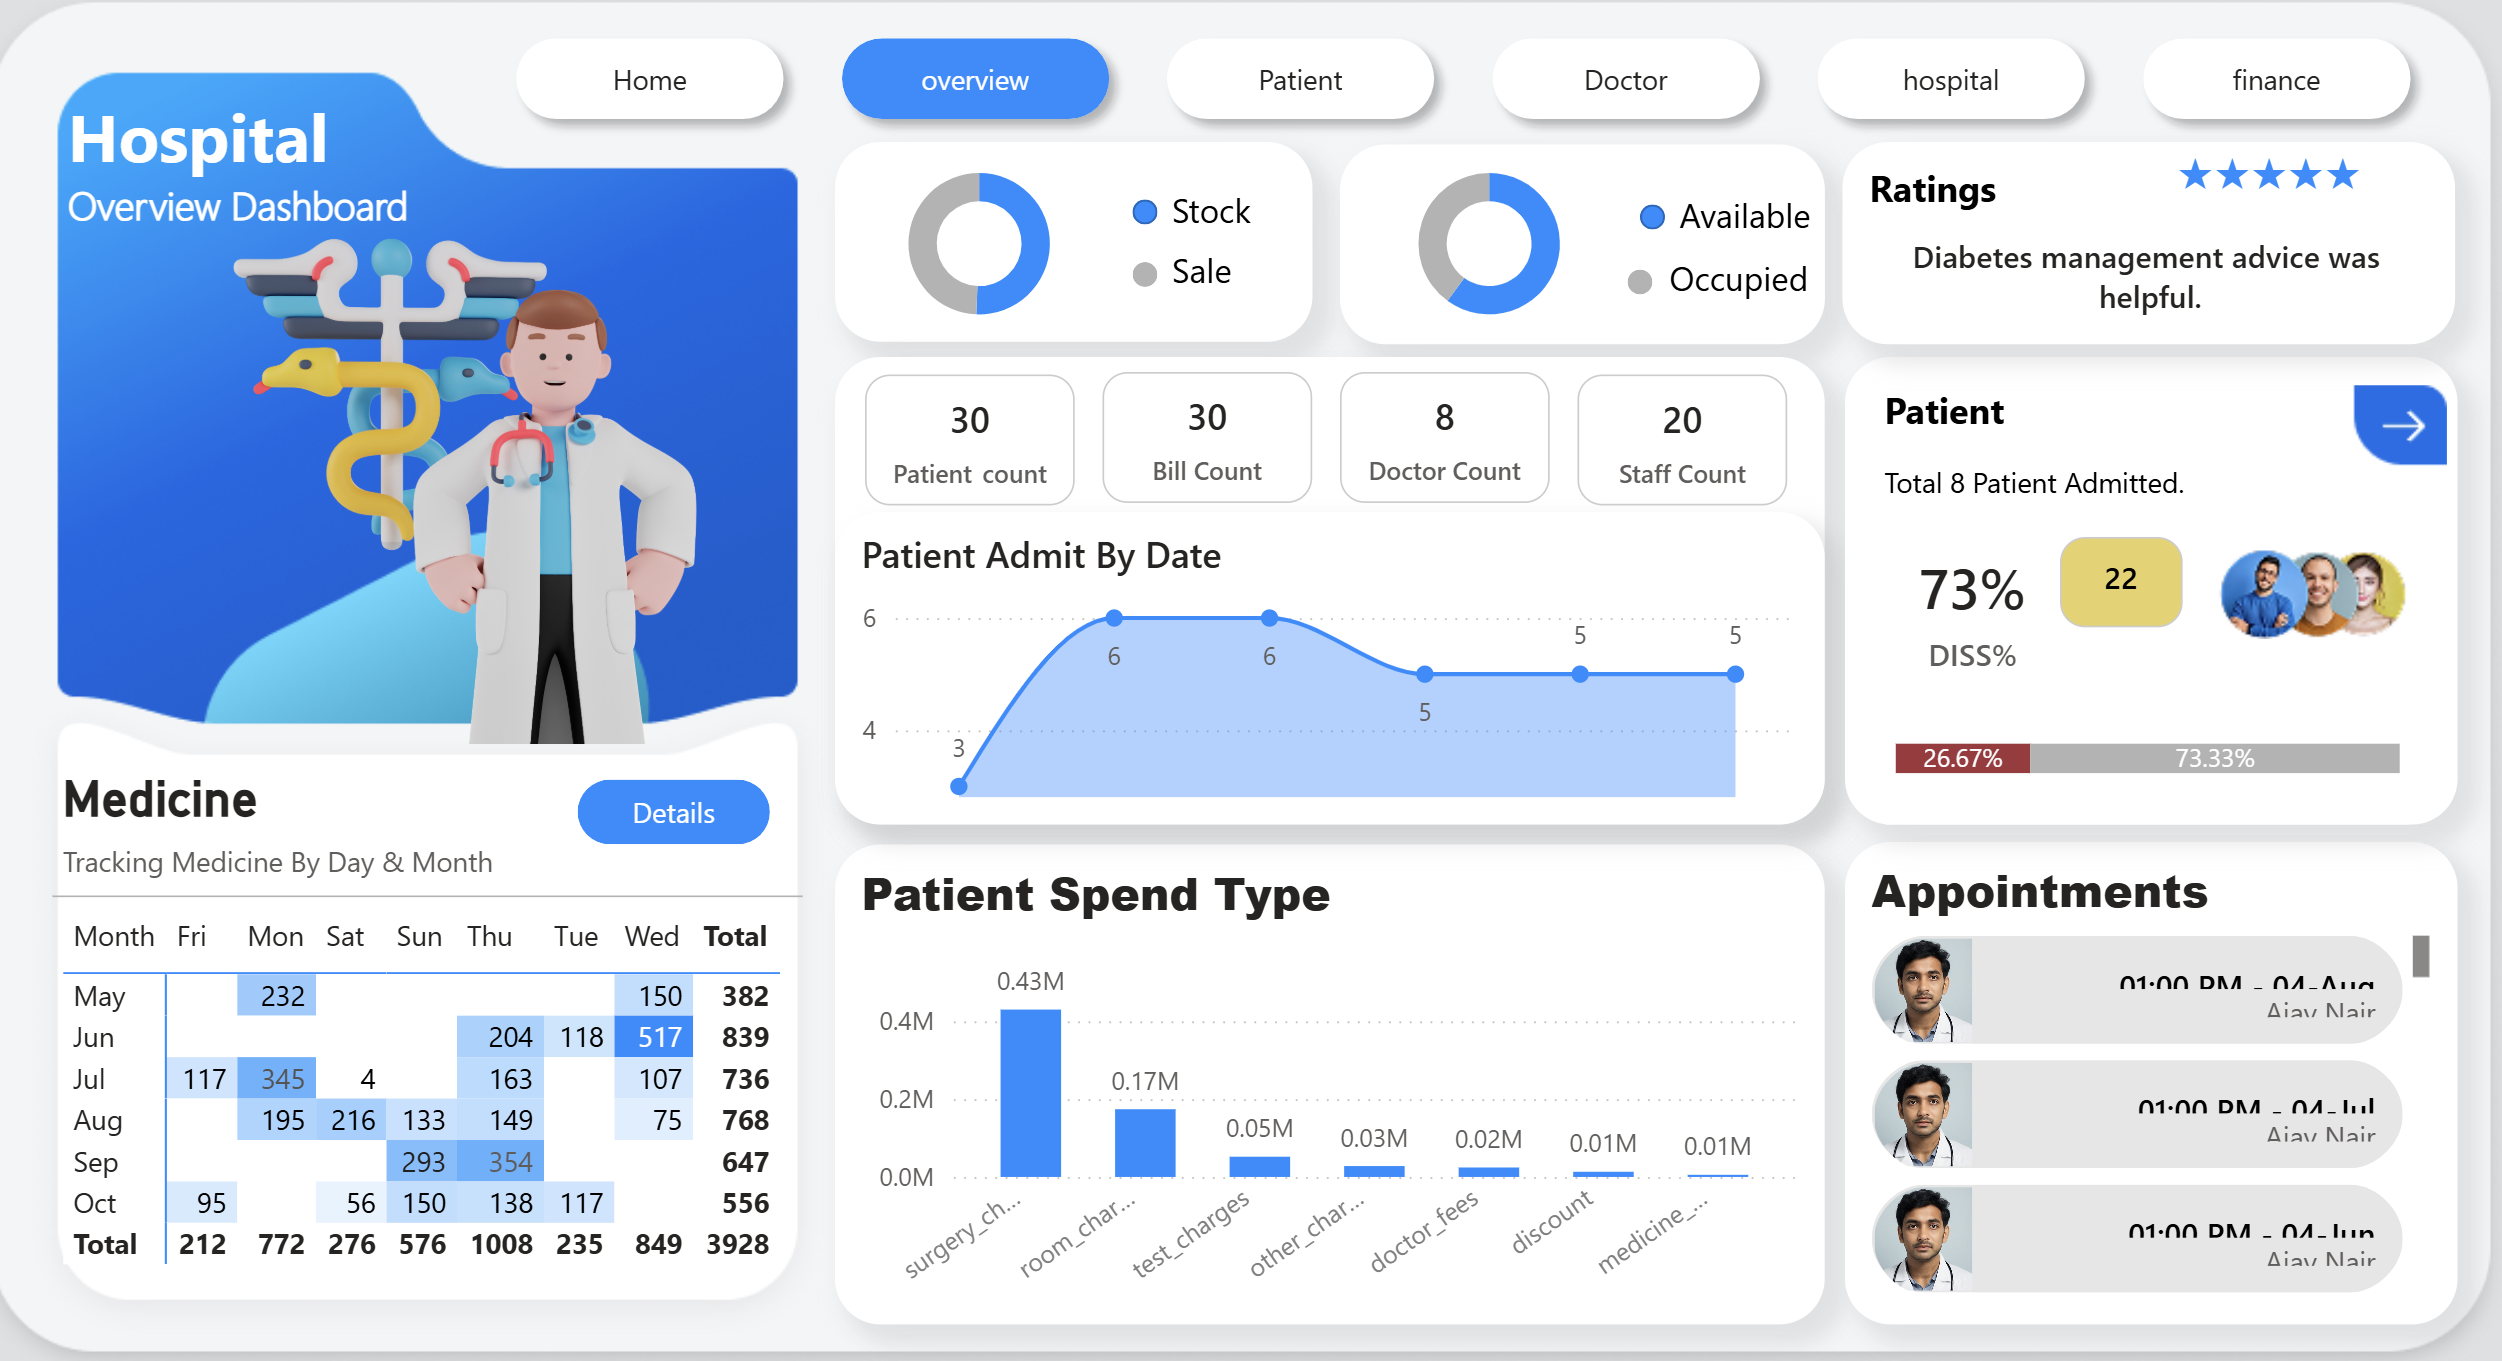 Home
overview
Patient
Doctor
hospital
finance
Hospital
Overview Dashboard
Stock
Sale
Available
Occupied
Ratings
★★★★★
Diabetes management advice was
helpful.
30
Patient count
30
Bill Count
8
Doctor Count
20
Staff Count
Patient Admit By Date
6
4
3
6
6
5
5
5
Patient
Total 8 Patient Admitted.
73%
DISS%
22
26.67%
73.33%
Medicine
Details
Tracking Medicine By Day & Month
Month Fri Mon Sat Sun Thu Tue Wed Total
May 232 150 382
Jun 204 118 517 839
Jul 117 345 4 163 107 736
Aug 195 216 133 149 75 768
Sep 293 354 647
Oct 95 56 150 138 117 556
Total 212 772 276 576 1008 235 849 3928
Patient Spend Type
0.4M
0.2M
0.0M
0.43M
0.17M
0.05M
0.03M
0.02M
0.01M
0.01M
surgery_ch...
room_char...
test_charges
other_char...
doctor_fees
discount
medicine_...
Appointments
01:00 PM - 04-Aug
Ajay Nair
01:00 PM - 04-Jul
Ajay Nair
01:00 PM - 04-Jun
Ajay Nair